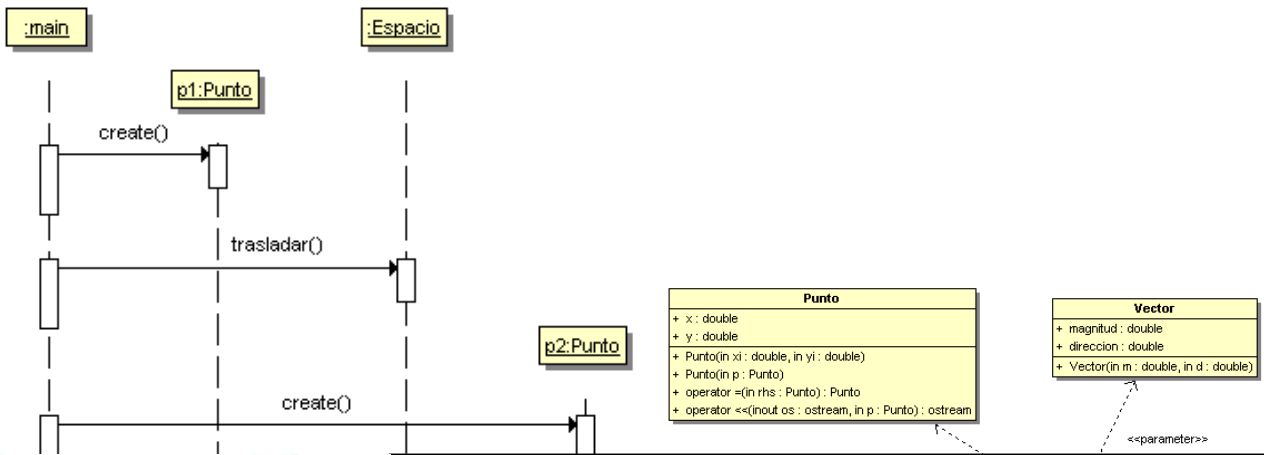 :main
:Espacio
p1:Punto
create()
trasladar()
p2:Punto
create()
Punto
+ x : double
+ y : double
+ Punto(in xi : double, in yi : double)
+ Punto(in p : Punto)
+ operator =(in rhs : Punto) : Punto
+ operator <<(inout os : ostream, in p : Punto) : ostream
Vector
+ magnitud : double
+ direccion : double
+ Vector(in m : double, in d : double)
<<parameter>>